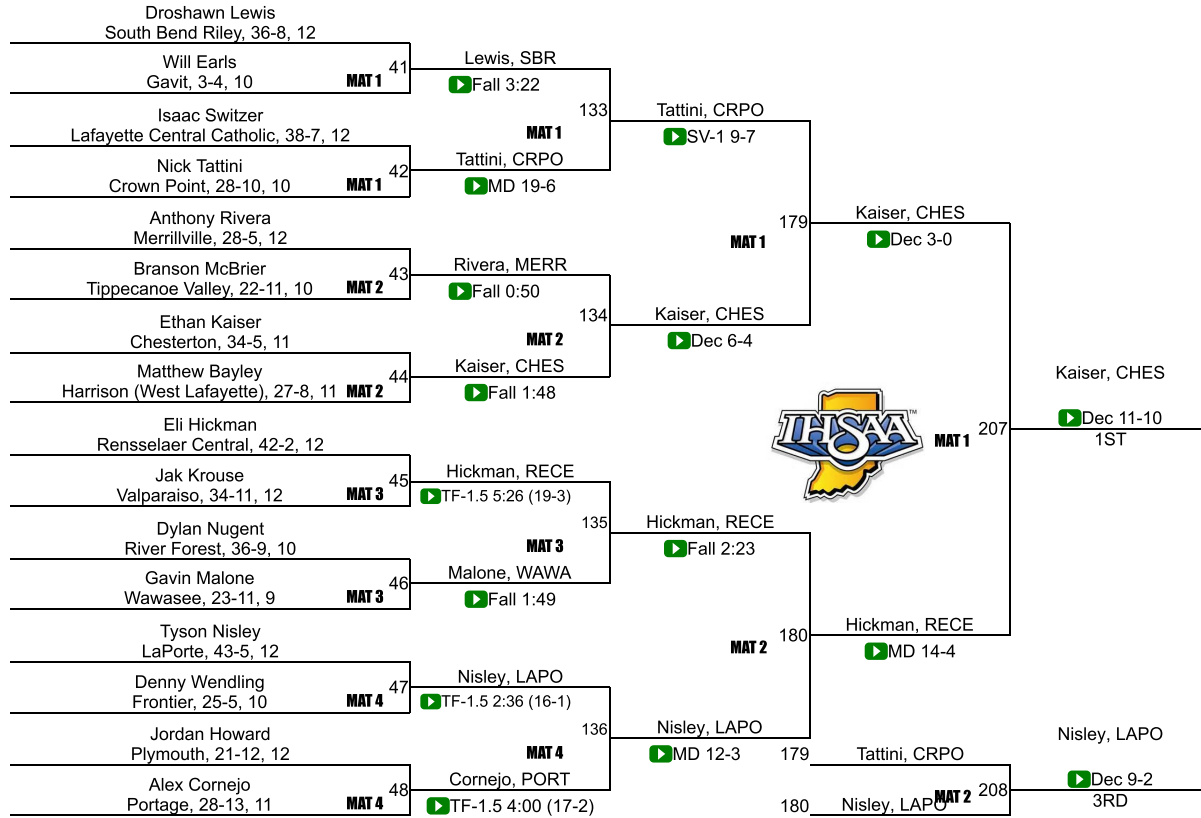 Droshawn Lewis
South Bend Riley, 36-8, 12
Will Earls
Gavit, 3-4, 10
MAT 1
41
Isaac Switzer
Lafayette Central Catholic, 38-7, 12
Nick Tattini
Crown Point, 28-10, 10
MAT 1
42
Anthony Rivera
Merrillville, 28-5, 12
Branson McBrier
Tippecanoe Valley, 22-11, 10
MAT 2
43
Ethan Kaiser
Chesterton, 34-5, 11
Matthew Bayley
Harrison (West Lafayette), 27-8, 11
MAT 2
44
Eli Hickman
Rensselaer Central, 42-2, 12
Jak Krouse
Valparaiso, 34-11, 12
MAT 3
45
Dylan Nugent
River Forest, 36-9, 10
Gavin Malone
Wawasee, 23-11, 9
MAT 3
46
Tyson Nisley
LaPorte, 43-5, 12
Denny Wendling
Frontier, 25-5, 10
MAT 4
47
Jordan Howard
Plymouth, 21-12, 12
Alex Cornejo
Portage, 28-13, 11
MAT 4
48
Lewis, SBR
Fall 3:22
133
MAT 1
Tattini, CRPO
MD 19-6
Rivera, MERR
Fall 0:50
134
MAT 2
Kaiser, CHES
Fall 1:48
Hickman, RECE
TF-1.5 5:26 (19-3)
135
MAT 3
Malone, WAWA
Fall 1:49
Nisley, LAPO
TF-1.5 2:36 (16-1)
136
MAT 4
Cornejo, PORT
TF-1.5 4:00 (17-2)
Tattini, CRPO
SV-1 9-7
179
MAT 1
Kaiser, CHES
Dec 6-4
Hickman, RECE
Fall 2:23
180
MAT 2
Nisley, LAPO
MD 12-3
Kaiser, CHES
Dec 3-0
IHSAA™
MAT 1
207
Hickman, RECE
MD 14-4
Kaiser, CHES
Dec 11-10
1ST
179
Tattini, CRPO
180
Nisley, LAPO
MAT 2
208
Nisley, LAPO
Dec 9-2
3RD